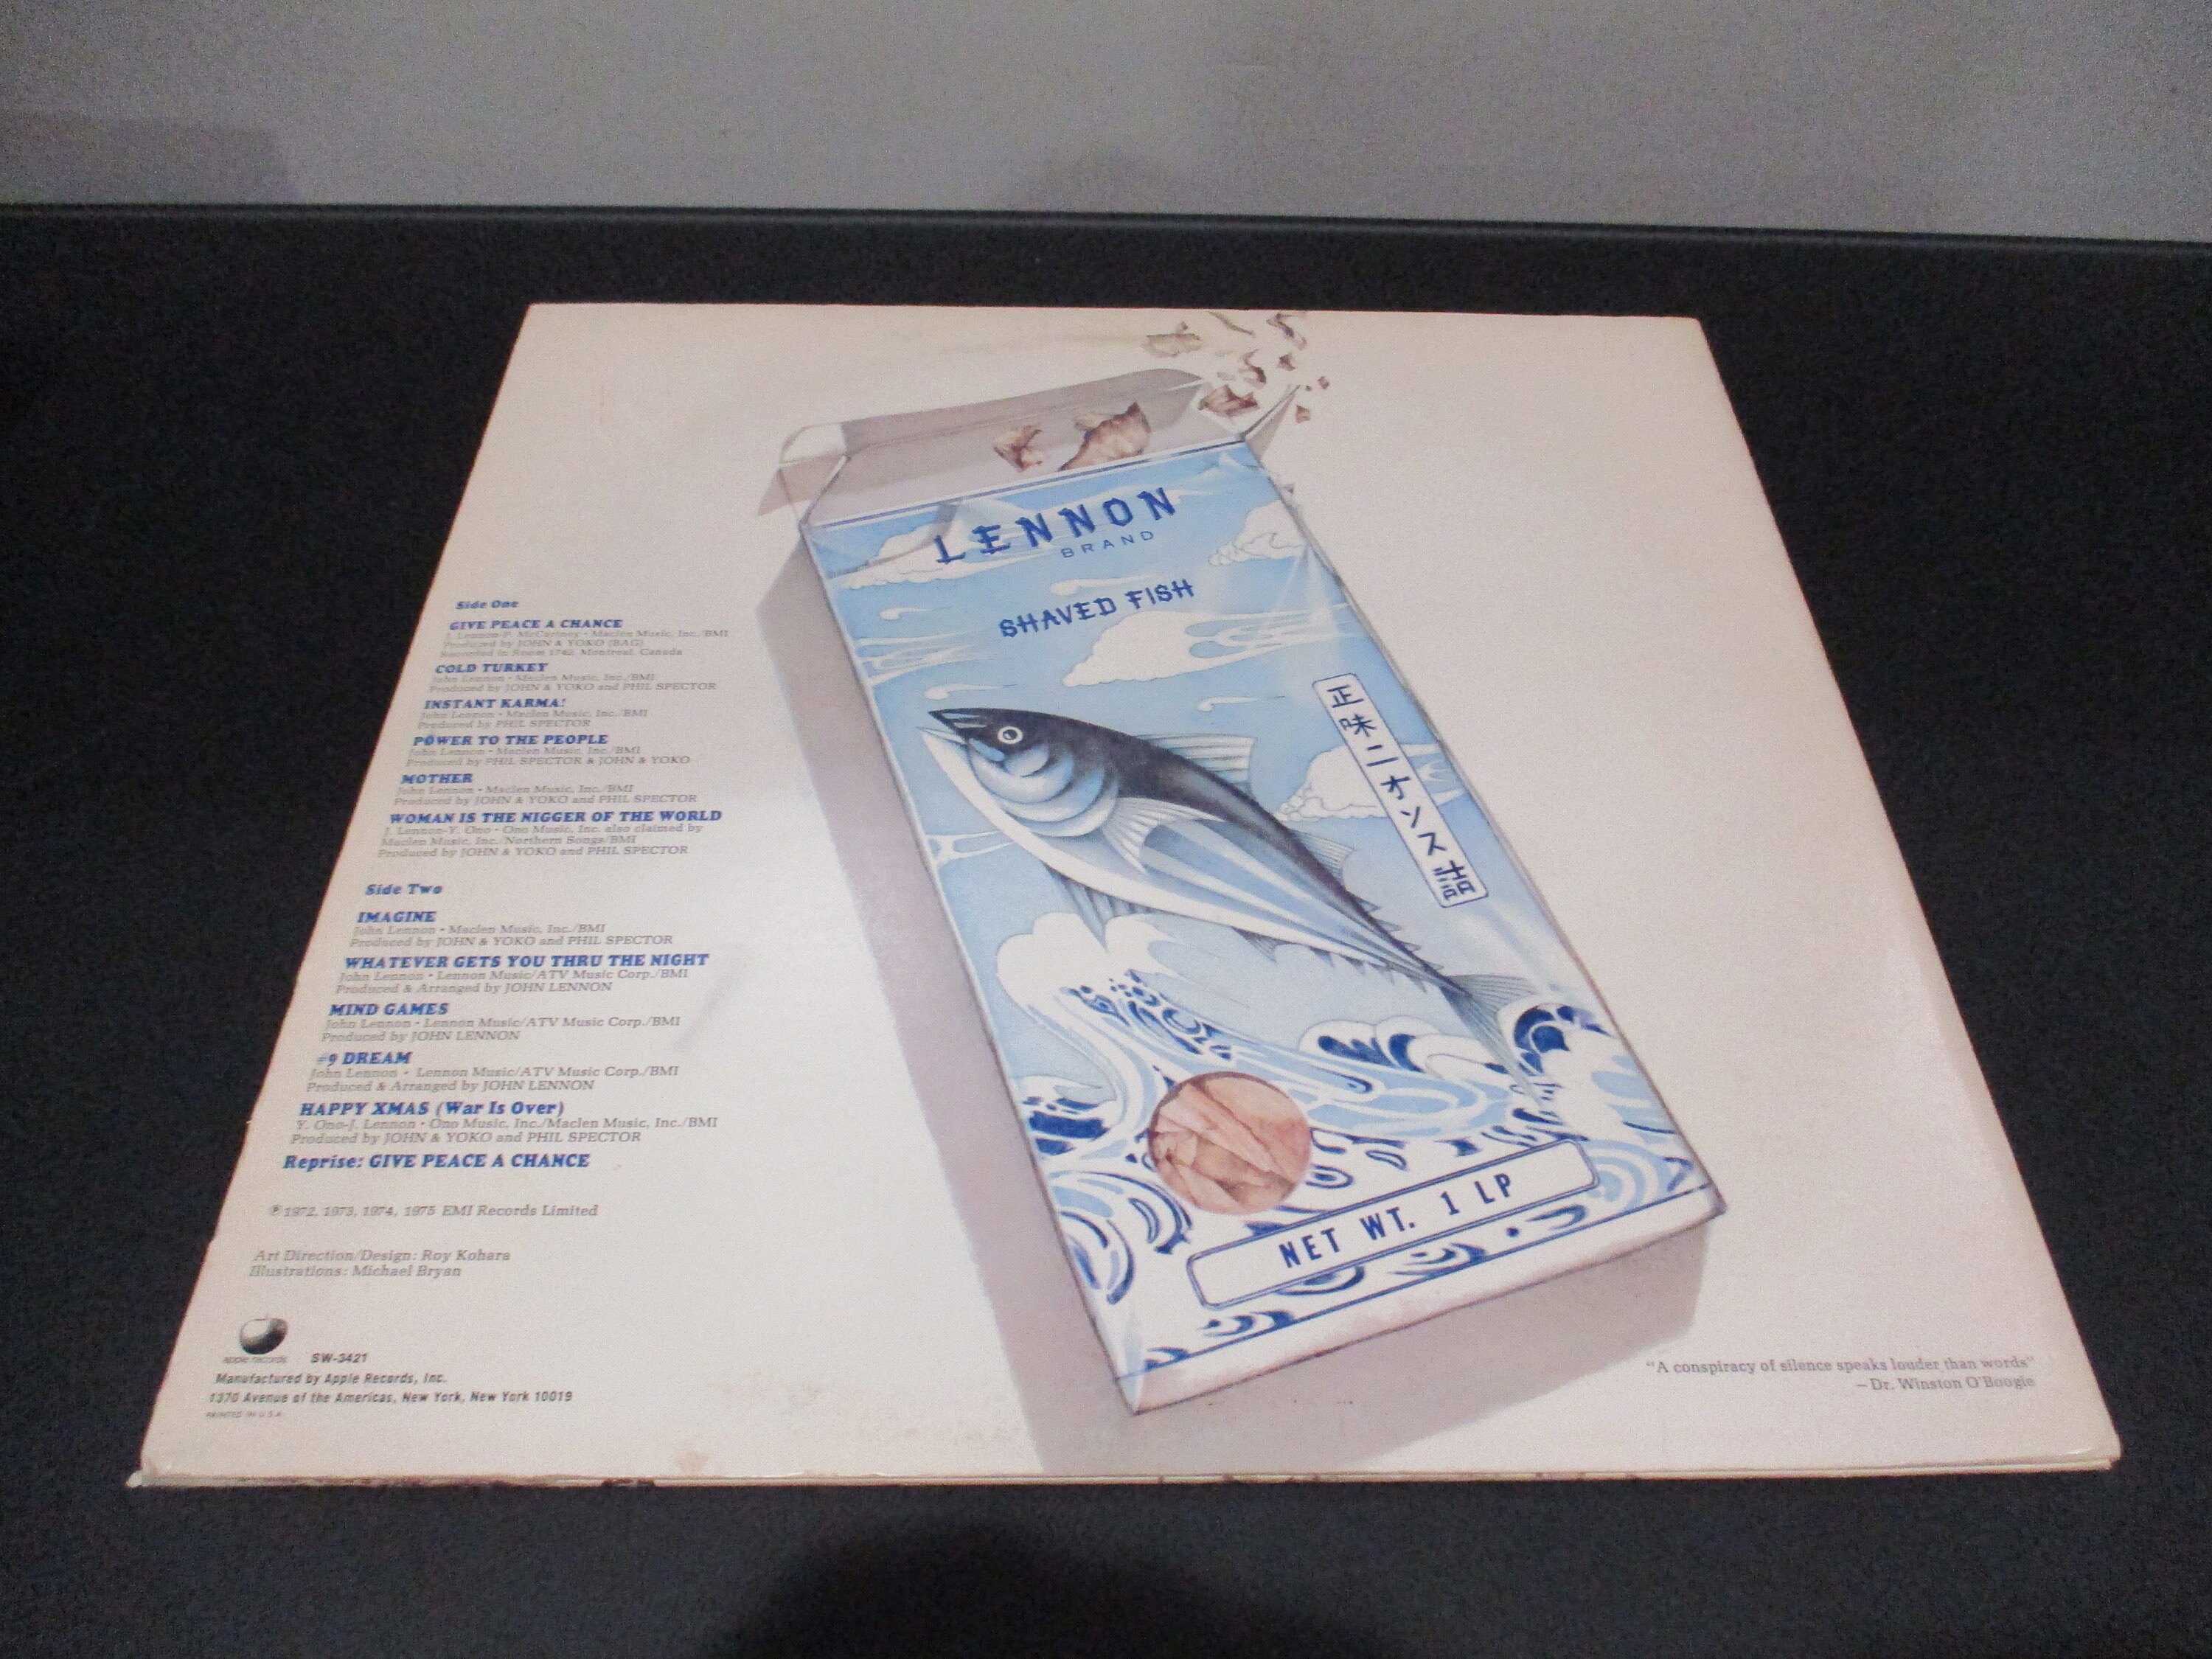 Side One
GIVE PEACE A CHANCE
J. Lennon-P. McCartney • Maclen Music, Inc./BMI
Produced by JOHN & YOKO (BAG)
Recorded in Room 1742, Montreal, Canada
COLD TURKEY
John Lennon • Maclen Music, Inc./BMI
Produced by JOHN & YOKO and PHIL SPECTOR
INSTANT KARMA!
John Lennon • Maclen Music, Inc./BMI
Produced by PHIL SPECTOR
POWER TO THE PEOPLE
John Lennon • Maclen Music, Inc./BMI
Produced by PHIL SPECTOR & JOHN & YOKO
MOTHER
John Lennon • Maclen Music, Inc./BMI
Produced by JOHN & YOKO and PHIL SPECTOR
WOMAN IS THE NIGGER OF THE WORLD
J. Lennon-Y. Ono • Ono Music, Inc. also claimed by
Maclen Music, Inc./Northern Songs/BMI
Produced by JOHN & YOKO and PHIL SPECTOR
Side Two
IMAGINE
John Lennon • Maclen Music, Inc./BMI
Produced by JOHN & YOKO and PHIL SPECTOR
WHATEVER GETS YOU THRU THE NIGHT
John Lennon • Lennon Music/ATV Music Corp./BMI
Produced & Arranged by JOHN LENNON
MIND GAMES
John Lennon • Lennon Music/ATV Music Corp./BMI
Produced by JOHN LENNON
#9 DREAM
John Lennon • Lennon Music/ATV Music Corp./BMI
Produced & Arranged by JOHN LENNON
HAPPY XMAS (War Is Over)
Y. Ono-J. Lennon • Ono Music, Inc./Maclen Music, Inc./BMI
Produced by JOHN & YOKO and PHIL SPECTOR
Reprise: GIVE PEACE A CHANCE
℗1972, 1973, 1974, 1975 EMI Records Limited
Art Direction/Design: Roy Kohara
Illustrations: Michael Bryan
apple records SW-3421
Manufactured by Apple Records, Inc.
1370 Avenue of the Americas, New York, New York 10019
PRINTED IN U.S.A.
LENNON
BRAND
SHAVED FISH
正味二オンス詰
NET WT. 1 LP
"A conspiracy of silence speaks louder than words"
– Dr. Winston O'Boogie